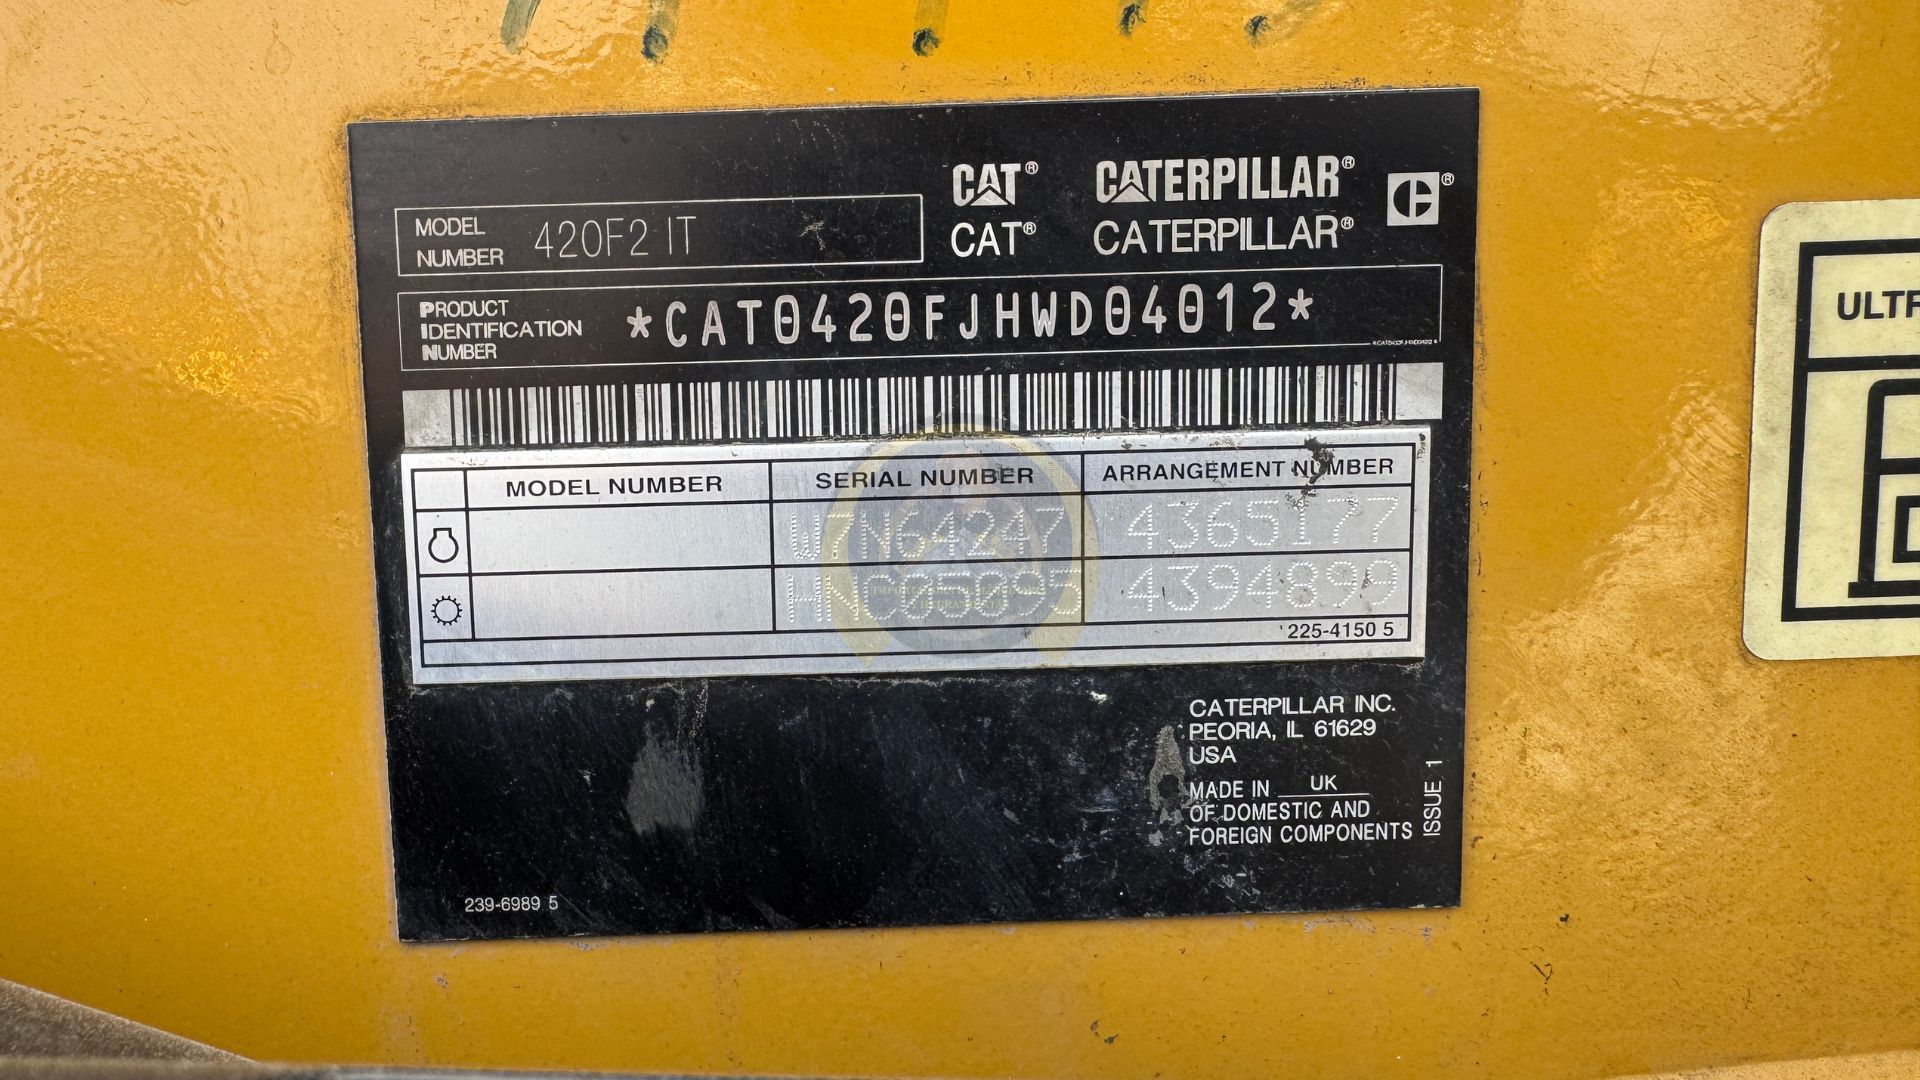 CAT® CATERPILLAR®
CAT® CATERPILLAR®
MODEL NUMBER 420F2 IT
PRODUCT IDENTIFICATION NUMBER *CAT0420FJHWD04012*
MODEL NUMBER SERIAL NUMBER ARRANGEMENT NUMBER
W7N64247 4365177
4394899
225-4150 5
CATERPILLAR INC.
PEORIA, IL 61629
USA
MADE IN UK
OF DOMESTIC AND
FOREIGN COMPONENTS
ISSUE 1
239-6989 5